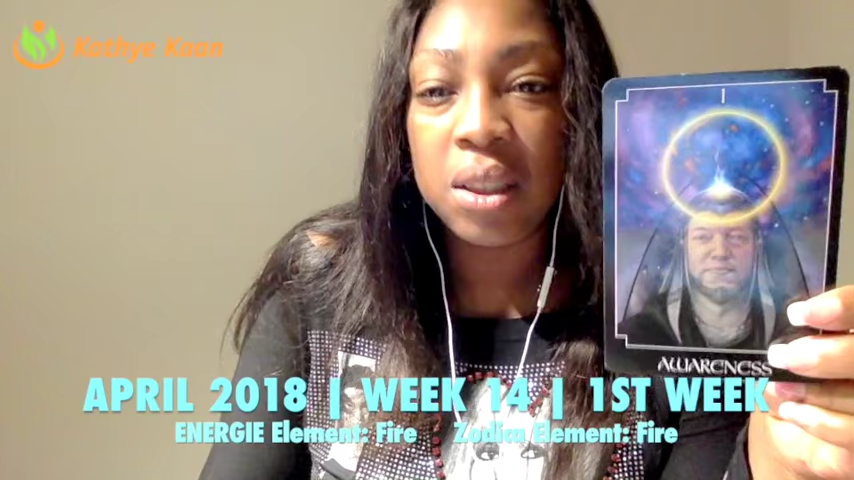 Kathye Kaan
I
AWARENESS
APRIL 2018 | WEEK 14 | 1ST WEEK
ENERGIE Element: Fire Zodica Element: Fire